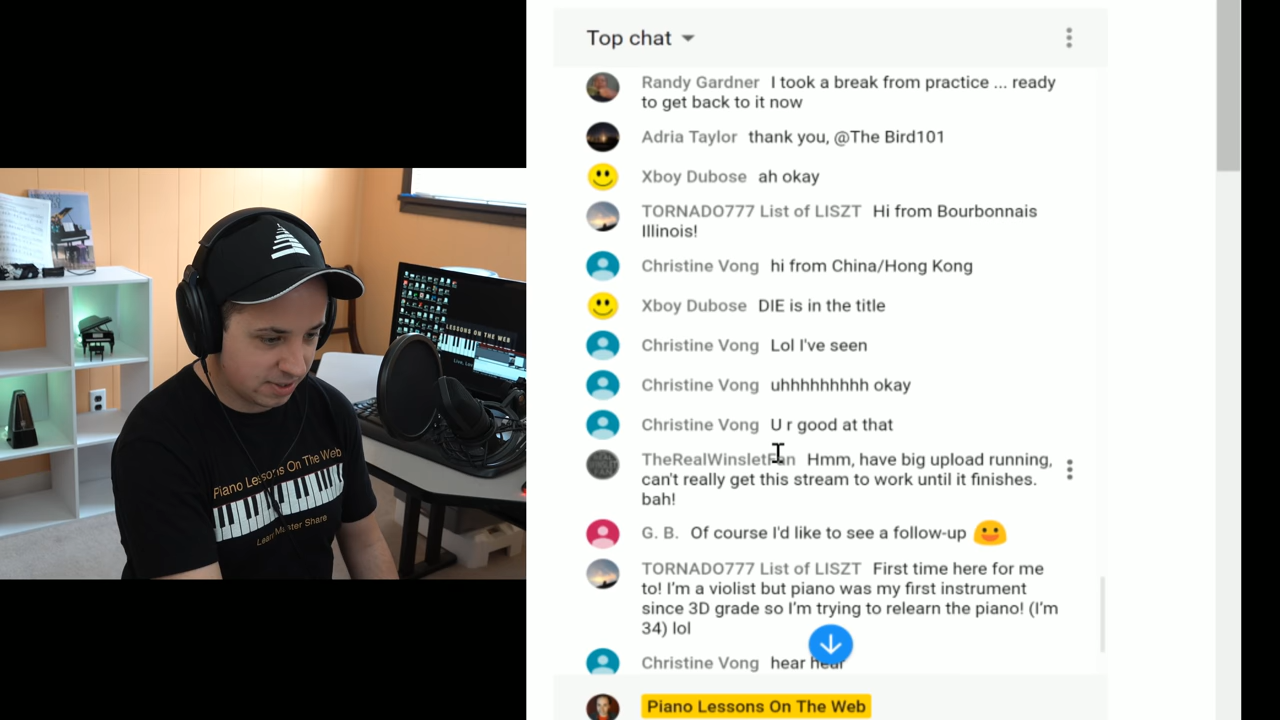 Top chat
Randy Gardner I took a break from practice ... ready
to get back to it now
Adria Taylor thank you, @The Bird101
Xboy Dubose ah okay
TORNADO777 List of LISZT Hi from Bourbonnais
Illinois!
Christine Vong hi from China/Hong Kong
Xboy Dubose DIE is in the title
Christine Vong Lol I've seen
Christine Vong uhhhhhhhhh okay
Christine Vong U r good at that
TheRealWinsletFan Hmm, have big upload running,
can't really get this stream to work until it finishes.
bah!
G. B. Of course I'd like to see a follow-up
TORNADO777 List of LISZT First time here for me
to! I'm a violist but piano was my first instrument
since 3D grade so I'm trying to relearn the piano! (I'm
34) lol
Christine Vong hear hear
Piano Lessons On The Web
LESSONS ON THE WEB
Piano Lessons On The Web
Learn Master Share